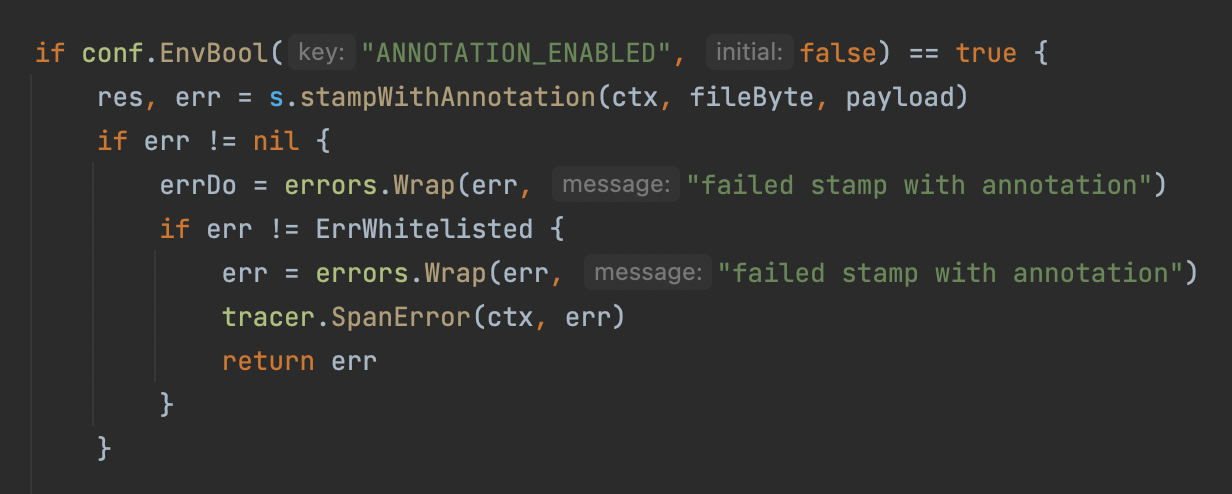 if conf.EnvBool( key: "ANNOTATION_ENABLED", initial: false) == true {
res, err = s.stampWithAnnotation(ctx, fileByte, payload)
if err != nil {
errDo = errors.Wrap(err, message: "failed stamp with annotation")
if err != ErrWhitelisted {
err = errors.Wrap(err, message: "failed stamp with annotation")
tracer.SpanError(ctx, err)
return err
}
}